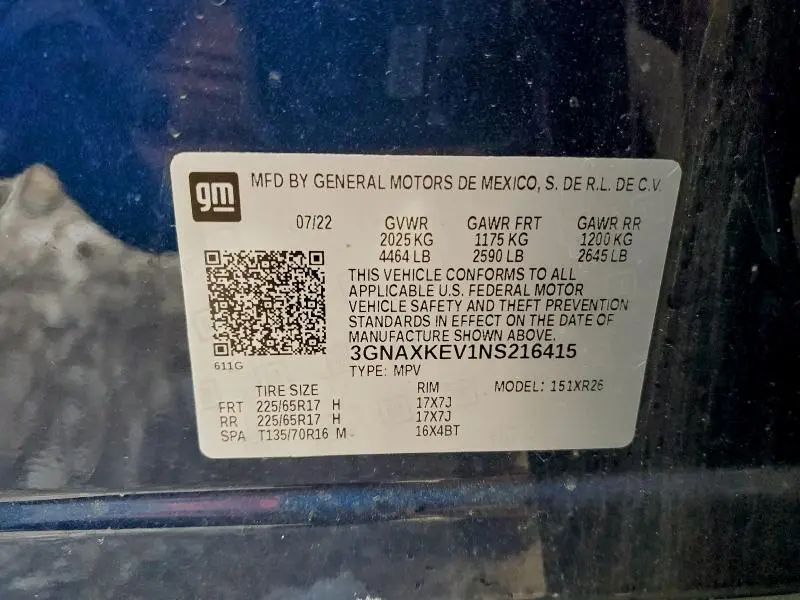 gm
MFD BY GENERAL MOTORS DE MEXICO, S. DE R.L. DE C.V.
07/22 GVWR GAWR FRT GAWR RR
2025 KG 1175 KG 1200 KG
4464 LB 2590 LB 2645 LB
THIS VEHICLE CONFORMS TO ALL
APPLICABLE U.S. FEDERAL MOTOR
VEHICLE SAFETY AND THEFT PREVENTION
STANDARDS IN EFFECT ON THE DATE OF
MANUFACTURE SHOWN ABOVE.
611G
3GNAXKEV1NS216415
TYPE: MPV
TIRE SIZE RIM MODEL: 151XR26
FRT 225/65R17 H 17X7J
RR 225/65R17 H 17X7J
SPA T135/70R16 M 16X4BT